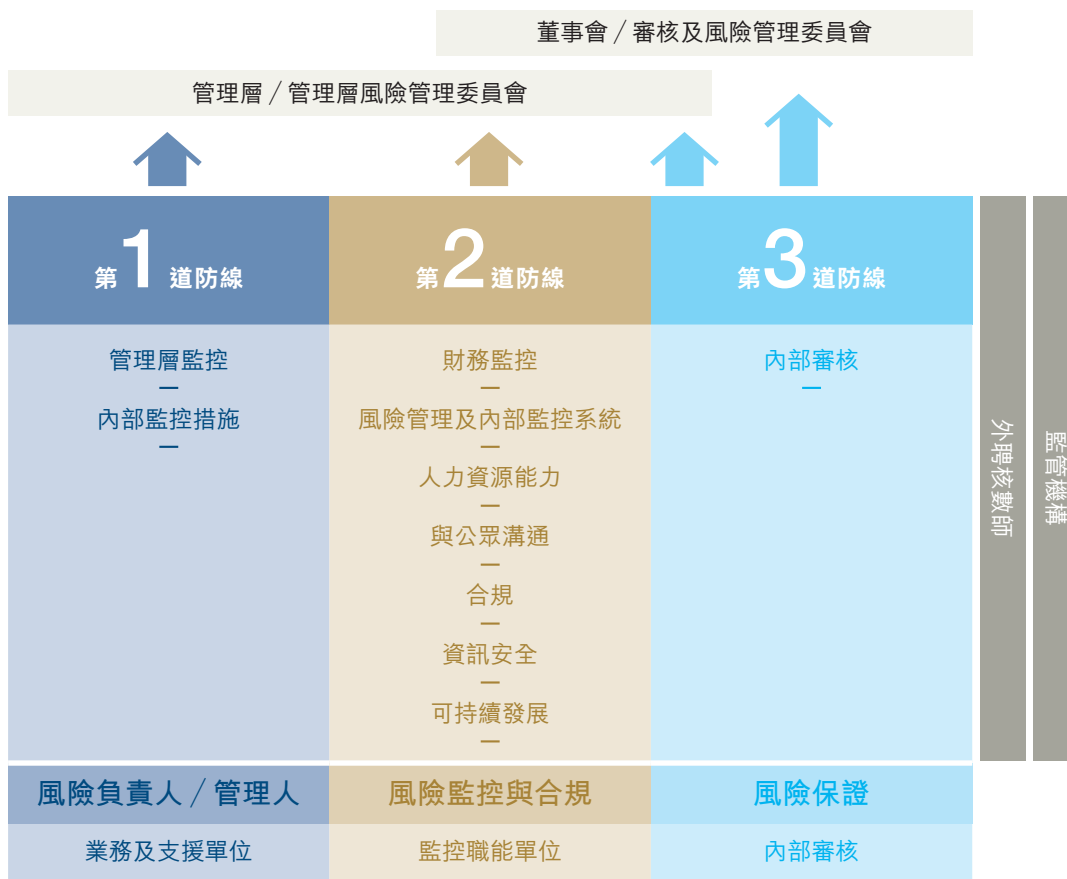 董事會／審核及風險管理委員會
管理層／管理層風險管理委員會
第1道防線
管理層監控
內部監控措施
風險負責人／管理人
業務及支援單位
第2道防線
財務監控
風險管理及內部監控系統
人力資源能力
與公眾溝通
合規
資訊安全
可持續發展
風險監控與合規
監控職能單位
第3道防線
內部審核
風險保證
內部審核
外聘核數師
監管機構